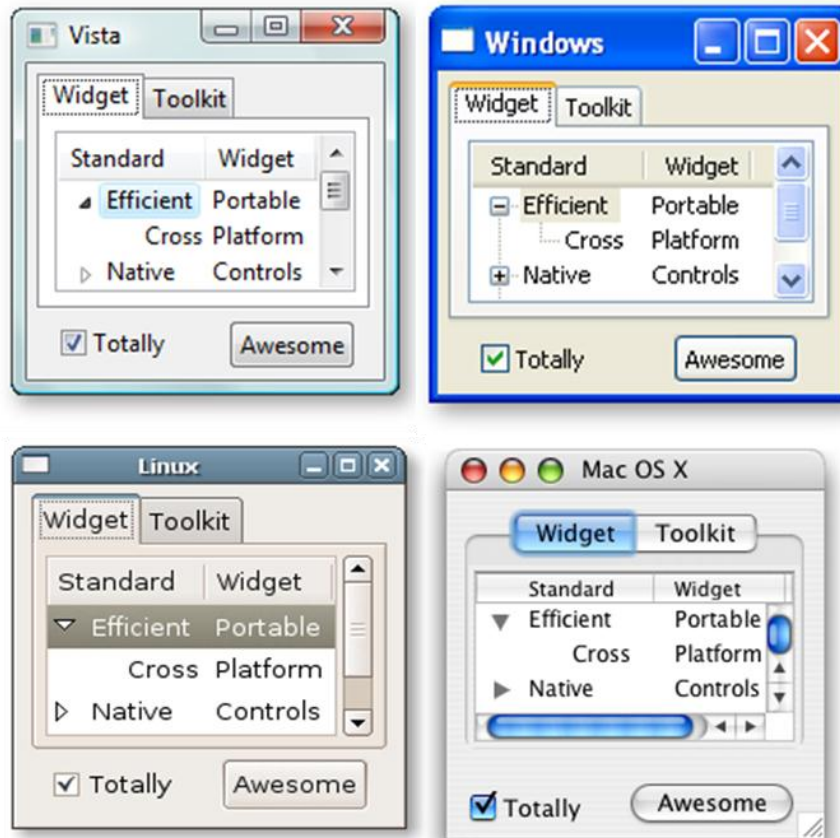 Vista
Widget Toolkit
Standard Widget
Efficient Portable
Cross Platform
Native Controls
Totally Awesome
Windows
Widget Toolkit
Standard Widget
Efficient Portable
Cross Platform
Native Controls
Totally Awesome
Linux
Widget Toolkit
Standard Widget
Efficient Portable
Cross Platform
Native Controls
Totally Awesome
Mac OS X
Widget Toolkit
Standard Widget
Efficient Portable
Cross Platform
Native Controls
Totally Awesome